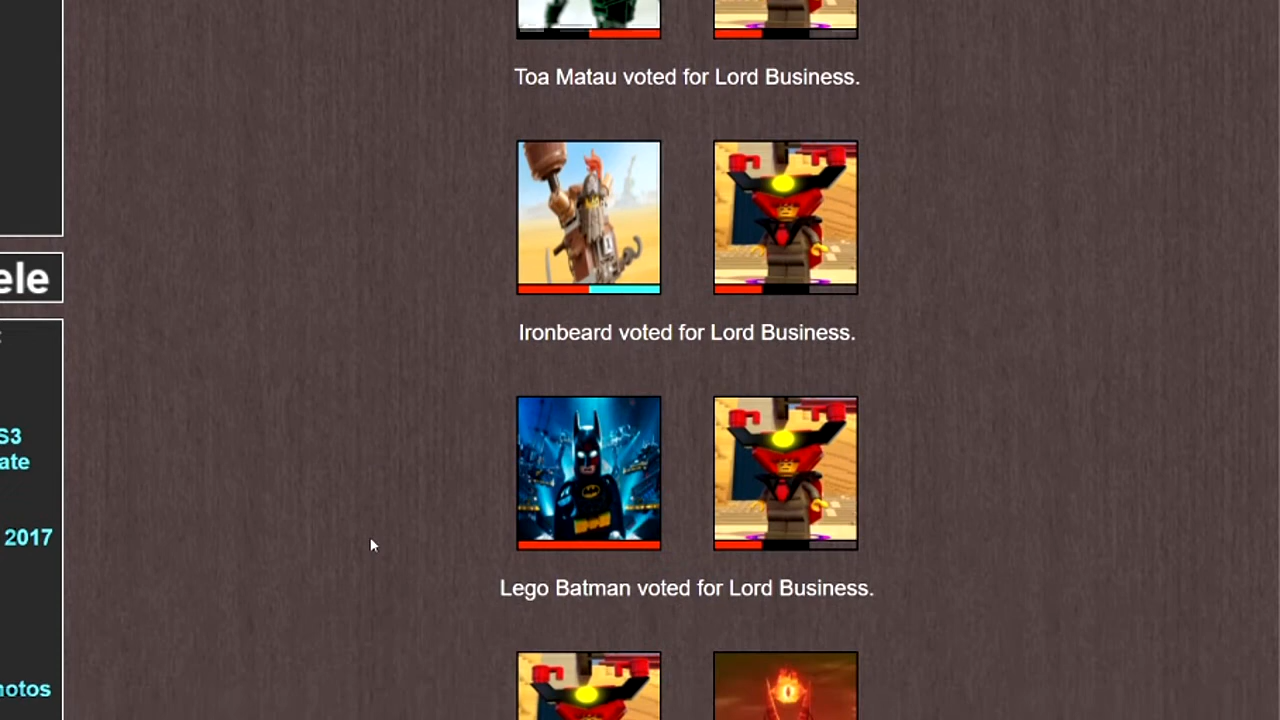 Toa Matau voted for Lord Business.
Ironbeard voted for Lord Business.
ele
S3
ate
2017
Lego Batman voted for Lord Business.
hotos